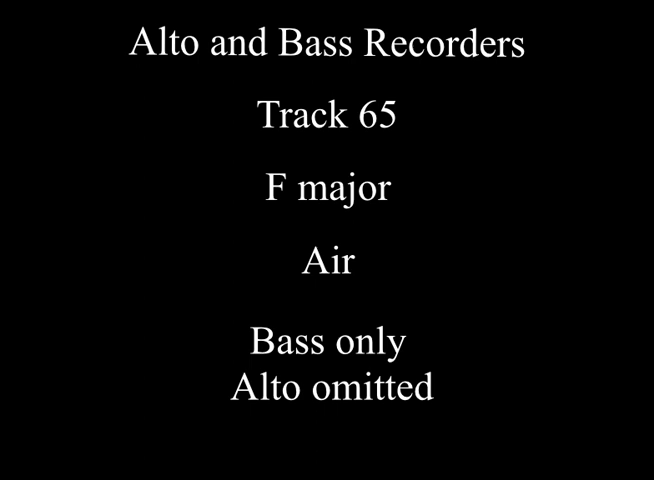 Alto and Bass Recorders
Track 65
F major
Air
Bass only
Alto omitted